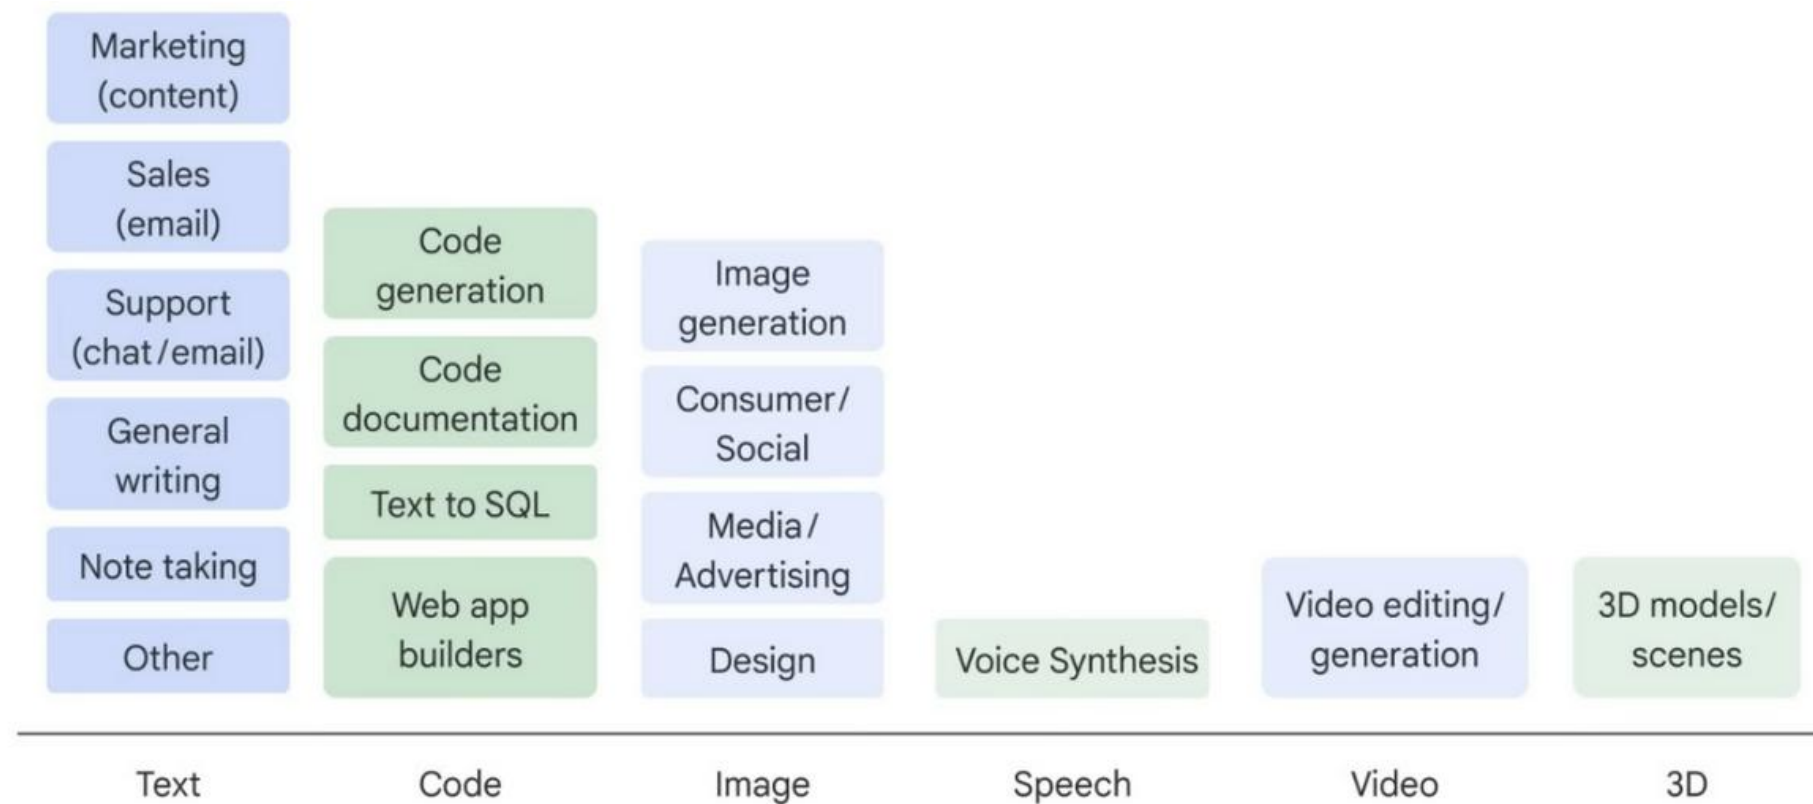 Marketing
(content)
Sales
(email)
Support
(chat/email)
General
writing
Note taking
Other
Code
generation
Code
documentation
Text to SQL
Web app
builders
Image
generation
Consumer/
Social
Media/
Advertising
Design
Voice Synthesis
Video editing/
generation
3D models/
scenes
Text
Code
Image
Speech
Video
3D